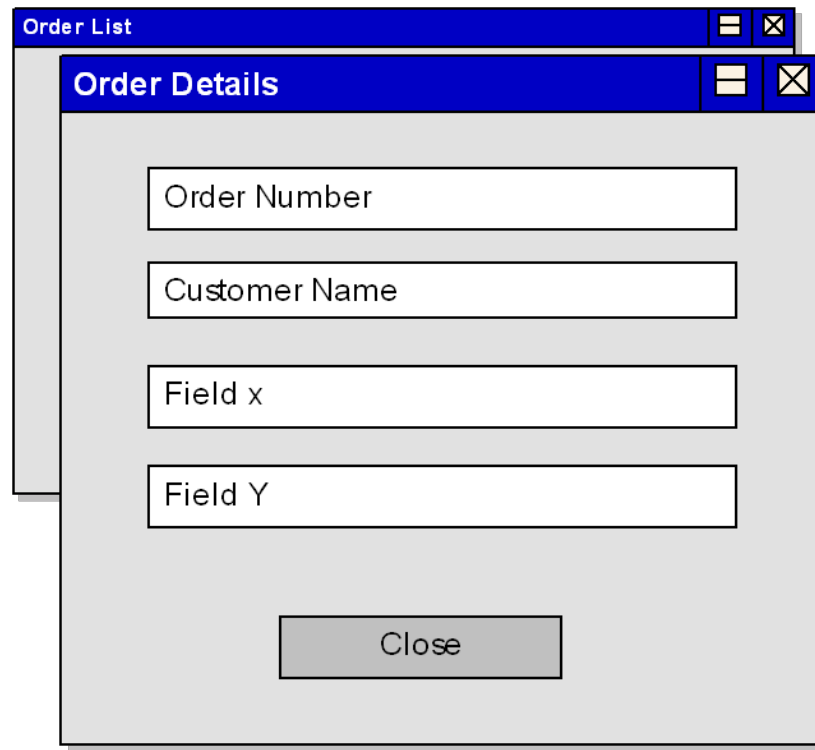 Order List
Order Details
Order Number
Customer Name
Field x
Field Y
Close